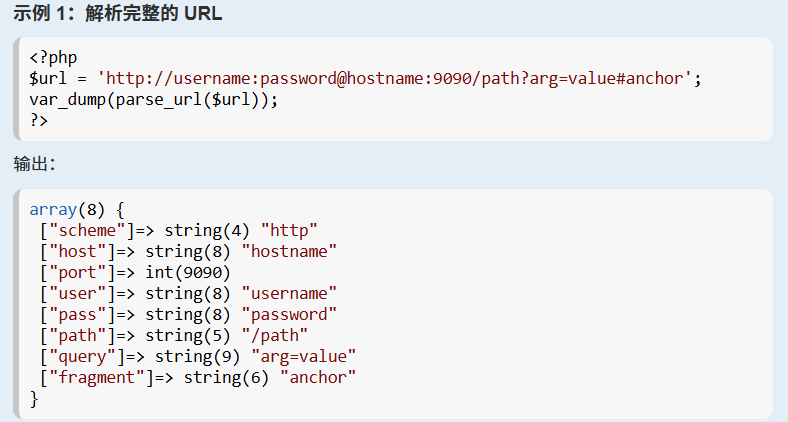 示例 1：解析完整的 URL
<?php
$url = 'http://username:password@hostname:9090/path?arg=value#anchor';
var_dump(parse_url($url));
?>
输出：
array(8) {
["scheme"]=> string(4) "http"
["host"]=> string(8) "hostname"
["port"]=> int(9090)
["user"]=> string(8) "username"
["pass"]=> string(8) "password"
["path"]=> string(5) "/path"
["query"]=> string(9) "arg=value"
["fragment"]=> string(6) "anchor"
}